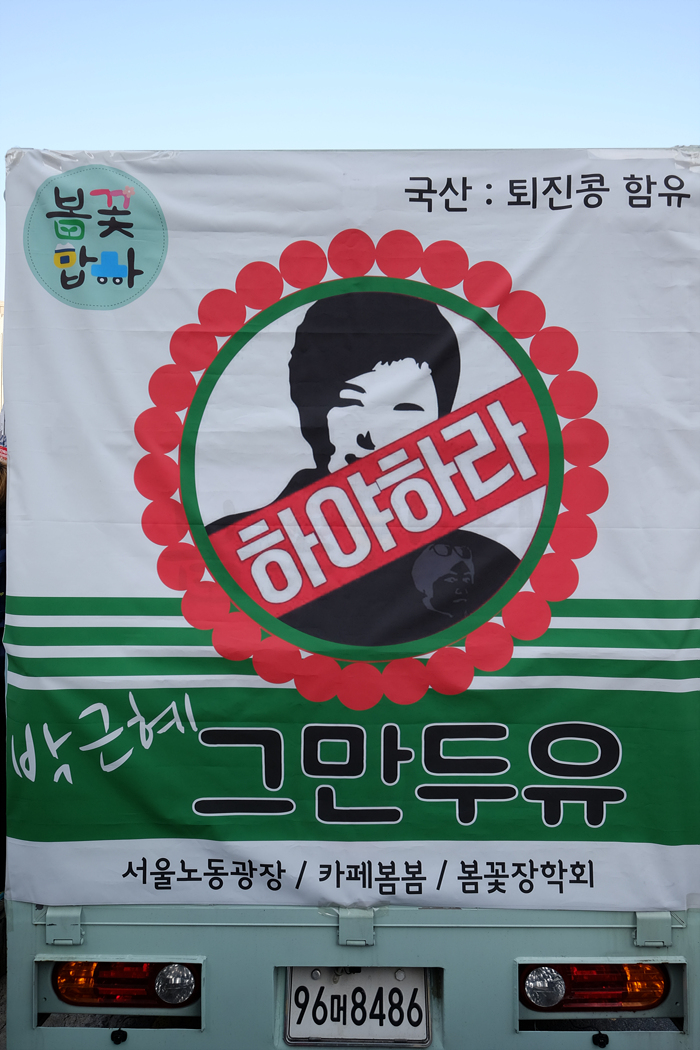 봄꽃
밥차
국산 : 퇴진콩 함유
하야하라
박근혜
그만두유
서울노동광장 / 카페봄봄 / 봄꽃장학회
96머8486